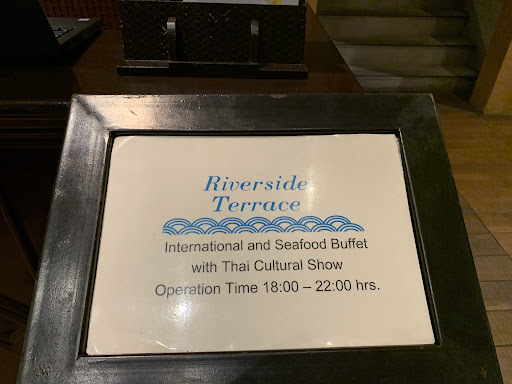 Riverside
Terrace
International and Seafood Buffet
with Thai Cultural Show
Operation Time 18:00 – 22:00 hrs.